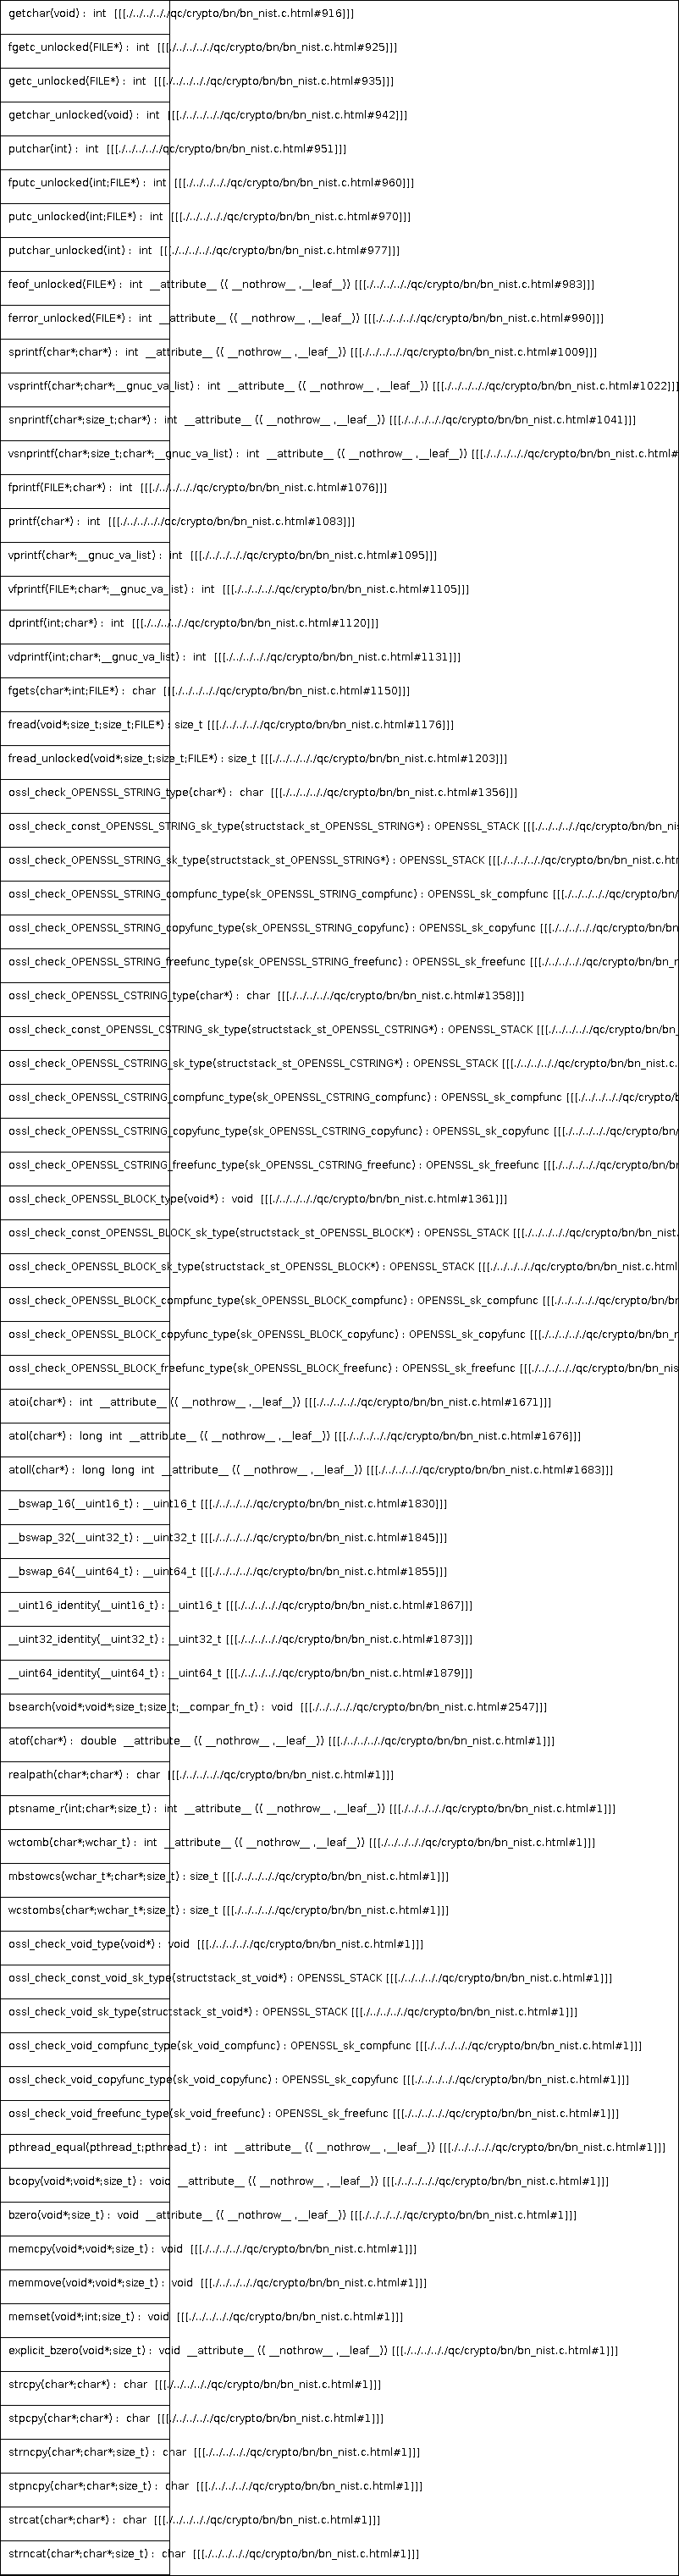 getchar(void) :  int  [[[./../../../qc/crypto/bn/bn_nist.c.html#916]]]
fgetc_unlocked(FILE*) :  int  [[[./../../../qc/crypto/bn/bn_nist.c.html#925]]]
getc_unlocked(FILE*) :  int  [[[./../../../qc/crypto/bn/bn_nist.c.html#935]]]
getchar_unlocked(void) :  int  [[[./../../../qc/crypto/bn/bn_nist.c.html#942]]]
putchar(int) :  int  [[[./../../../qc/crypto/bn/bn_nist.c.html#951]]]
fputc_unlocked(int;FILE*) :  int  [[[./../../../qc/crypto/bn/bn_nist.c.html#960]]]
putc_unlocked(int;FILE*) :  int  [[[./../../../qc/crypto/bn/bn_nist.c.html#970]]]
putchar_unlocked(int) :  int  [[[./../../../qc/crypto/bn/bn_nist.c.html#977]]]
feof_unlocked(FILE*) :  int  __attribute__ (( __nothrow__ ,__leaf__)) [[[./../../../qc/crypto/bn/bn_nist.c.html#983]]]
ferror_unlocked(FILE*) :  int  __attribute__ (( __nothrow__ ,__leaf__)) [[[./../../../qc/crypto/bn/bn_nist.c.html#990]]]
sprintf(char*;char*) :  int  __attribute__ (( __nothrow__ ,__leaf__)) [[[./../../../qc/crypto/bn/bn_nist.c.html#1009]]]
vsprintf(char*;char*;__gnuc_va_list) :  int  __attribute__ (( __nothrow__ ,__leaf__)) [[[./../../../qc/crypto/bn/bn_nist.c.html#1022]]]
snprintf(char*;size_t;char*) :  int  __attribute__ (( __nothrow__ ,__leaf__)) [[[./../../../qc/crypto/bn/bn_nist.c.html#1041]]]
vsnprintf(char*;size_t;char*;__gnuc_va_list) :  int  __attribute__ (( __nothrow__ ,__leaf__)) [[[./../../../qc/crypto/bn/bn_nist.c.html#
fprintf(FILE*;char*) :  int  [[[./../../../qc/crypto/bn/bn_nist.c.html#1076]]]
printf(char*) :  int  [[[./../../../qc/crypto/bn/bn_nist.c.html#1083]]]
vprintf(char*;__gnuc_va_list) :  int  [[[./../../../qc/crypto/bn/bn_nist.c.html#1095]]]
vfprintf(FILE*;char*;__gnuc_va_list) :  int  [[[./../../../qc/crypto/bn/bn_nist.c.html#1105]]]
dprintf(int;char*) :  int  [[[./../../../qc/crypto/bn/bn_nist.c.html#1120]]]
vdprintf(int;char*;__gnuc_va_list) :  int  [[[./../../../qc/crypto/bn/bn_nist.c.html#1131]]]
fgets(char*;int;FILE*) :  char  [[[./../../../qc/crypto/bn/bn_nist.c.html#1150]]]
fread(void*;size_t;size_t;FILE*) : size_t [[[./../../../qc/crypto/bn/bn_nist.c.html#1176]]]
fread_unlocked(void*;size_t;size_t;FILE*) : size_t [[[./../../../qc/crypto/bn/bn_nist.c.html#1203]]]
ossl_check_OPENSSL_STRING_type(char*) :  char  [[[./../../../qc/crypto/bn/bn_nist.c.html#1356]]]
ossl_check_const_OPENSSL_STRING_sk_type(structstack_st_OPENSSL_STRING*) : OPENSSL_STACK [[[./../../../qc/crypto/bn/bn_nis
ossl_check_OPENSSL_STRING_sk_type(structstack_st_OPENSSL_STRING*) : OPENSSL_STACK [[[./../../../qc/crypto/bn/bn_nist.c.htm
ossl_check_OPENSSL_STRING_compfunc_type(sk_OPENSSL_STRING_compfunc) : OPENSSL_sk_compfunc [[[./../../../qc/crypto/bn/
ossl_check_OPENSSL_STRING_copyfunc_type(sk_OPENSSL_STRING_copyfunc) : OPENSSL_sk_copyfunc [[[./../../../qc/crypto/bn/bn
ossl_check_OPENSSL_STRING_freefunc_type(sk_OPENSSL_STRING_freefunc) : OPENSSL_sk_freefunc [[[./../../../qc/crypto/bn/bn_n
ossl_check_OPENSSL_CSTRING_type(char*) :  char  [[[./../../../qc/crypto/bn/bn_nist.c.html#1358]]]
ossl_check_const_OPENSSL_CSTRING_sk_type(structstack_st_OPENSSL_CSTRING*) : OPENSSL_STACK [[[./../../../qc/crypto/bn/bn_
ossl_check_OPENSSL_CSTRING_sk_type(structstack_st_OPENSSL_CSTRING*) : OPENSSL_STACK [[[./../../../qc/crypto/bn/bn_nist.c.
ossl_check_OPENSSL_CSTRING_compfunc_type(sk_OPENSSL_CSTRING_compfunc) : OPENSSL_sk_compfunc [[[./../../../qc/crypto/b
ossl_check_OPENSSL_CSTRING_copyfunc_type(sk_OPENSSL_CSTRING_copyfunc) : OPENSSL_sk_copyfunc [[[./../../../qc/crypto/bn/
ossl_check_OPENSSL_CSTRING_freefunc_type(sk_OPENSSL_CSTRING_freefunc) : OPENSSL_sk_freefunc [[[./../../../qc/crypto/bn/bn
ossl_check_OPENSSL_BLOCK_type(void*) :  void  [[[./../../../qc/crypto/bn/bn_nist.c.html#1361]]]
ossl_check_const_OPENSSL_BLOCK_sk_type(structstack_st_OPENSSL_BLOCK*) : OPENSSL_STACK [[[./../../../qc/crypto/bn/bn_nist.
ossl_check_OPENSSL_BLOCK_sk_type(structstack_st_OPENSSL_BLOCK*) : OPENSSL_STACK [[[./../../../qc/crypto/bn/bn_nist.c.html
ossl_check_OPENSSL_BLOCK_compfunc_type(sk_OPENSSL_BLOCK_compfunc) : OPENSSL_sk_compfunc [[[./../../../qc/crypto/bn/bn
ossl_check_OPENSSL_BLOCK_copyfunc_type(sk_OPENSSL_BLOCK_copyfunc) : OPENSSL_sk_copyfunc [[[./../../../qc/crypto/bn/bn_n
ossl_check_OPENSSL_BLOCK_freefunc_type(sk_OPENSSL_BLOCK_freefunc) : OPENSSL_sk_freefunc [[[./../../../qc/crypto/bn/bn_nis
atoi(char*) :  int  __attribute__ (( __nothrow__ ,__leaf__)) [[[./../../../qc/crypto/bn/bn_nist.c.html#1671]]]
atol(char*) :  long  int  __attribute__ (( __nothrow__ ,__leaf__)) [[[./../../../qc/crypto/bn/bn_nist.c.html#1676]]]
atoll(char*) :  long  long  int  __attribute__ (( __nothrow__ ,__leaf__)) [[[./../../../qc/crypto/bn/bn_nist.c.html#1683]]]
__bswap_16(__uint16_t) : __uint16_t [[[./../../../qc/crypto/bn/bn_nist.c.html#1830]]]
__bswap_32(__uint32_t) : __uint32_t [[[./../../../qc/crypto/bn/bn_nist.c.html#1845]]]
__bswap_64(__uint64_t) : __uint64_t [[[./../../../qc/crypto/bn/bn_nist.c.html#1855]]]
__uint16_identity(__uint16_t) : __uint16_t [[[./../../../qc/crypto/bn/bn_nist.c.html#1867]]]
__uint32_identity(__uint32_t) : __uint32_t [[[./../../../qc/crypto/bn/bn_nist.c.html#1873]]]
__uint64_identity(__uint64_t) : __uint64_t [[[./../../../qc/crypto/bn/bn_nist.c.html#1879]]]
bsearch(void*;void*;size_t;size_t;__compar_fn_t) :  void  [[[./../../../qc/crypto/bn/bn_nist.c.html#2547]]]
atof(char*) :  double  __attribute__ (( __nothrow__ ,__leaf__)) [[[./../../../qc/crypto/bn/bn_nist.c.html#1]]]
realpath(char*;char*) :  char  [[[./../../../qc/crypto/bn/bn_nist.c.html#1]]]
ptsname_r(int;char*;size_t) :  int  __attribute__ (( __nothrow__ ,__leaf__)) [[[./../../../qc/crypto/bn/bn_nist.c.html#1]]]
wctomb(char*;wchar_t) :  int  __attribute__ (( __nothrow__ ,__leaf__)) [[[./../../../qc/crypto/bn/bn_nist.c.html#1]]]
mbstowcs(wchar_t*;char*;size_t) : size_t [[[./../../../qc/crypto/bn/bn_nist.c.html#1]]]
wcstombs(char*;wchar_t*;size_t) : size_t [[[./../../../qc/crypto/bn/bn_nist.c.html#1]]]
ossl_check_void_type(void*) :  void  [[[./../../../qc/crypto/bn/bn_nist.c.html#1]]]
ossl_check_const_void_sk_type(structstack_st_void*) : OPENSSL_STACK [[[./../../../qc/crypto/bn/bn_nist.c.html#1]]]
ossl_check_void_sk_type(structstack_st_void*) : OPENSSL_STACK [[[./../../../qc/crypto/bn/bn_nist.c.html#1]]]
ossl_check_void_compfunc_type(sk_void_compfunc) : OPENSSL_sk_compfunc [[[./../../../qc/crypto/bn/bn_nist.c.html#1]]]
ossl_check_void_copyfunc_type(sk_void_copyfunc) : OPENSSL_sk_copyfunc [[[./../../../qc/crypto/bn/bn_nist.c.html#1]]]
ossl_check_void_freefunc_type(sk_void_freefunc) : OPENSSL_sk_freefunc [[[./../../../qc/crypto/bn/bn_nist.c.html#1]]]
pthread_equal(pthread_t;pthread_t) :  int  __attribute__ (( __nothrow__ ,__leaf__)) [[[./../../../qc/crypto/bn/bn_nist.c.html#1]]]
bcopy(void*;void*;size_t) :  void  __attribute__ (( __nothrow__ ,__leaf__)) [[[./../../../qc/crypto/bn/bn_nist.c.html#1]]]
bzero(void*;size_t) :  void  __attribute__ (( __nothrow__ ,__leaf__)) [[[./../../../qc/crypto/bn/bn_nist.c.html#1]]]
memcpy(void*;void*;size_t) :  void  [[[./../../../qc/crypto/bn/bn_nist.c.html#1]]]
memmove(void*;void*;size_t) :  void  [[[./../../../qc/crypto/bn/bn_nist.c.html#1]]]
memset(void*;int;size_t) :  void  [[[./../../../qc/crypto/bn/bn_nist.c.html#1]]]
explicit_bzero(void*;size_t) :  void  __attribute__ (( __nothrow__ ,__leaf__)) [[[./../../../qc/crypto/bn/bn_nist.c.html#1]]]
strcpy(char*;char*) :  char  [[[./../../../qc/crypto/bn/bn_nist.c.html#1]]]
stpcpy(char*;char*) :  char  [[[./../../../qc/crypto/bn/bn_nist.c.html#1]]]
strncpy(char*;char*;size_t) :  char  [[[./../../../qc/crypto/bn/bn_nist.c.html#1]]]
stpncpy(char*;char*;size_t) :  char  [[[./../../../qc/crypto/bn/bn_nist.c.html#1]]]
strcat(char*;char*) :  char  [[[./../../../qc/crypto/bn/bn_nist.c.html#1]]]
strncat(char*;char*;size_t) :  char  [[[./../../../qc/crypto/bn/bn_nist.c.html#1]]]